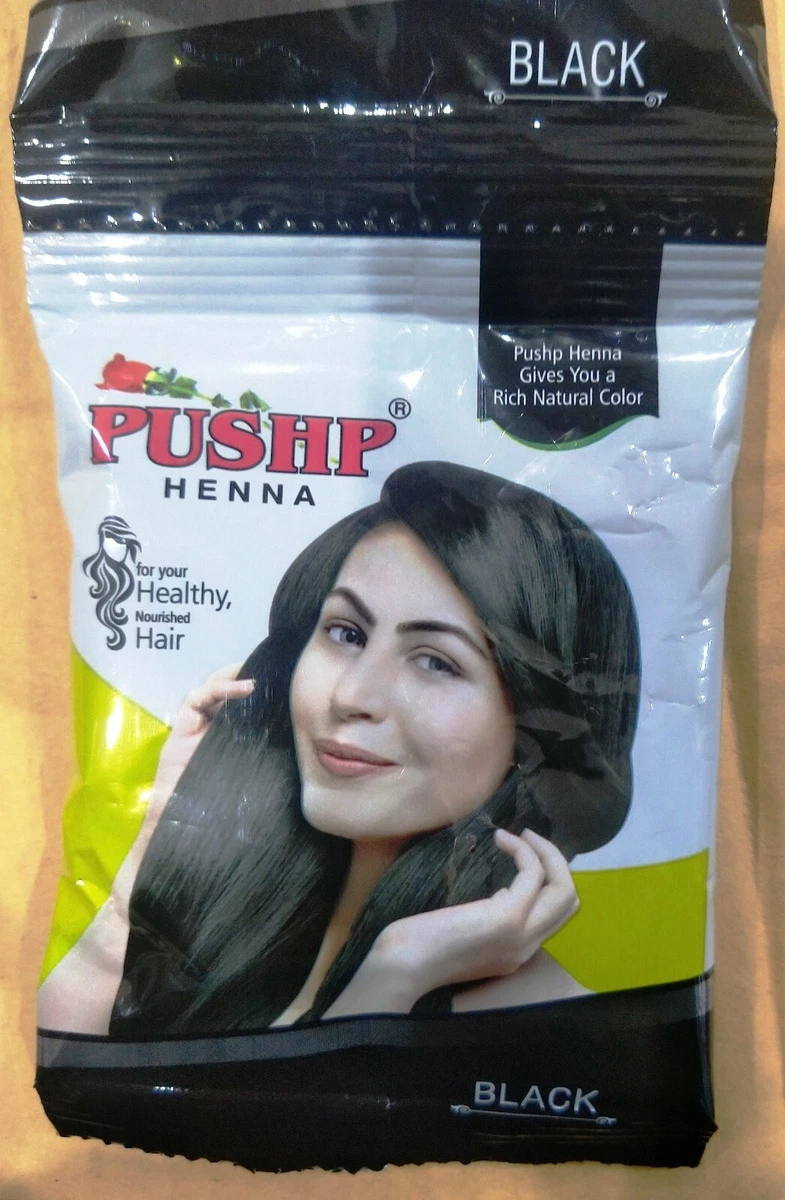 BLACK
Pushp Henna
Gives You a
Rich Natural Color
PUSHP®
HENNA
for your
Healthy,
Nourished
Hair
BLACK